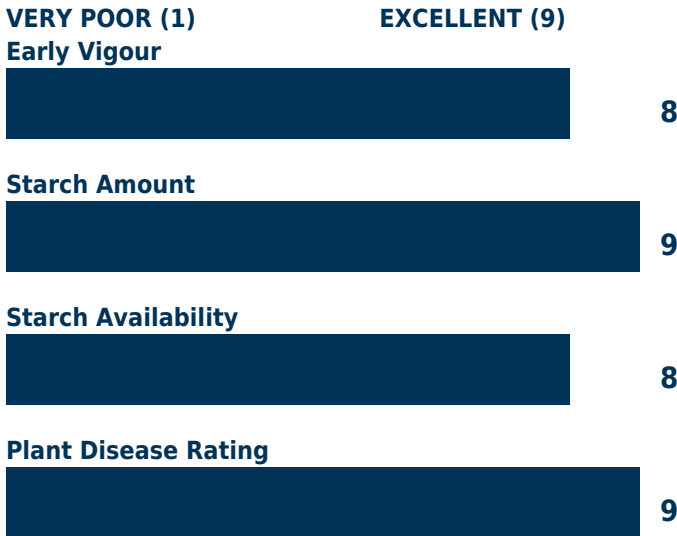 VERY POOR (1) EXCELLENT (9)
Early Vigour
8
Starch Amount
9
Starch Availability
8
Plant Disease Rating
9